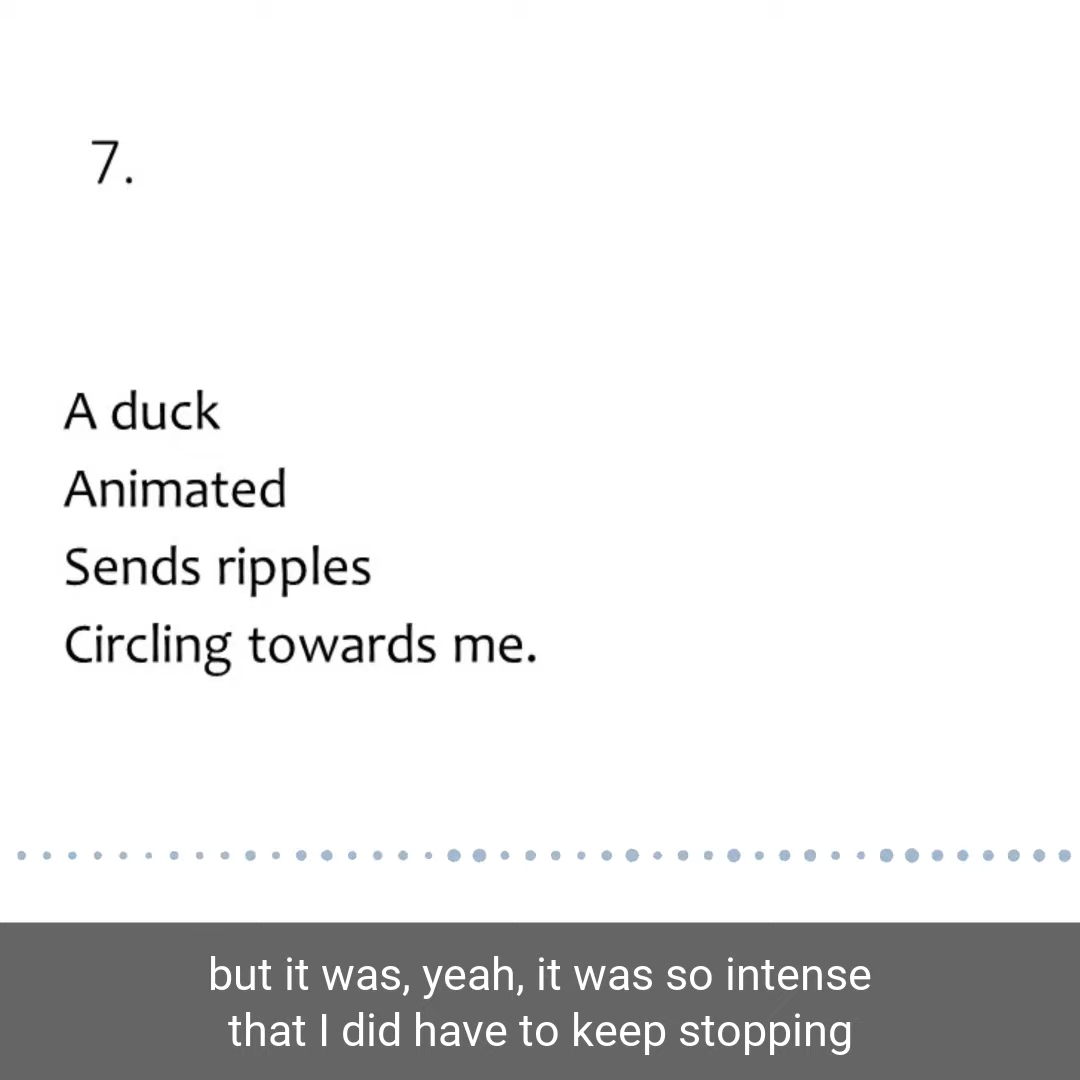 7.
A duck
Animated
Sends ripples
Circling towards me.
but it was, yeah, it was so intense
that I did have to keep stopping